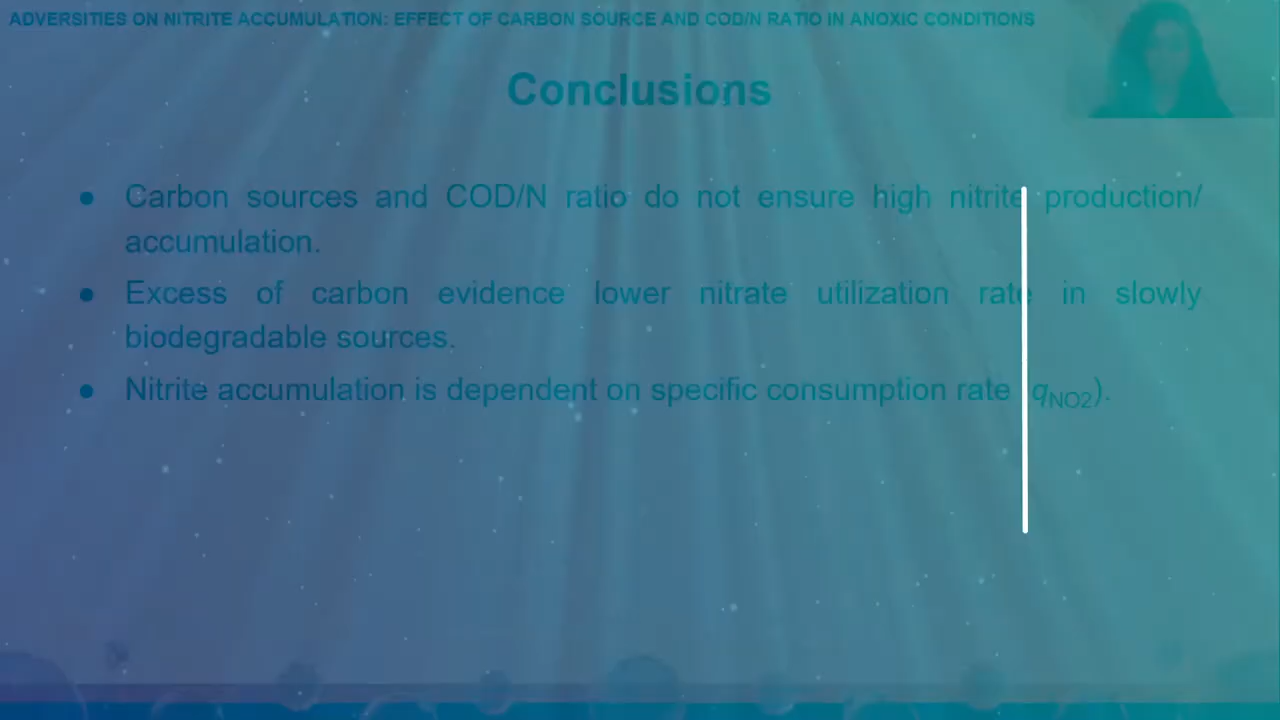 ADVERSITIES ON NITRITE ACCUMULATION: EFFECT OF CARBON SOURCE AND COD/N RATIO IN ANOXIC CONDITIONS
Conclusions
● Carbon sources and COD/N ratio do not ensure high nitrite production/
accumulation.
● Excess of carbon evidence lower nitrate utilization rate in slowly
biodegradable sources.
● Nitrite accumulation is dependent on specific consumption rate qNO2).